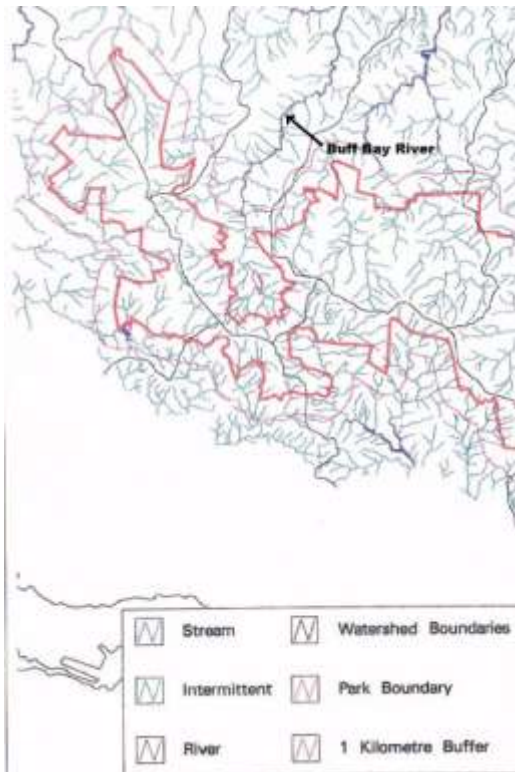 Buff Bay River
Stream
Watershed Boundaries
Intermittent
Park Boundary
River
1 Kilometre Buffer